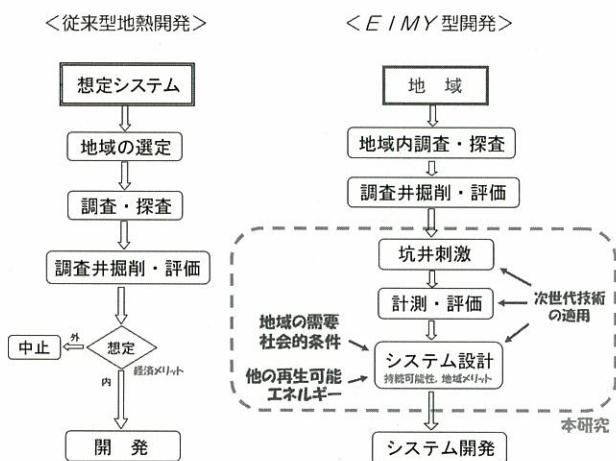 ＜従来型地熱開発＞
想定システム
地域の選定
調査・探査
調査井掘削・評価
想定
外
中止
経済メリット
内
開 発
＜EIMY型開発＞
地 域
地域内調査・探査
調査井掘削・評価
坑井刺激
計測・評価
次世代技術
の適用
地域の需要
社会的条件
システム設計
持続可能性, 地域メリット
他の再生可能
エネルギー
本研究
システム開発